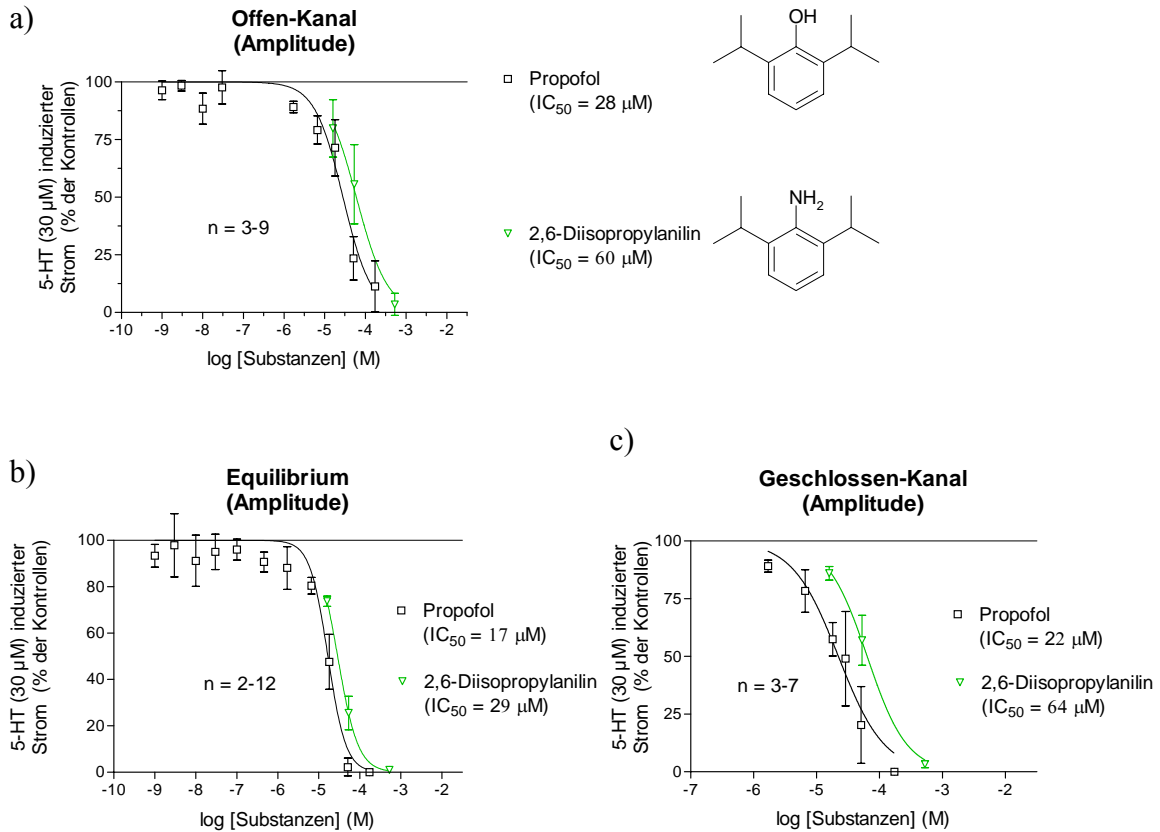 a)
Offen-Kanal
(Amplitude)
5-HT (30 µM) induzierter
Strom (% der Kontrollen)
100
75
50
25
0
n = 3-9
-10 -9 -8 -7 -6 -5 -4 -3 -2
log [Substanzen] (M)
Propofol
(IC50 = 28 µM)
2,6-Diisopropylanilin
(IC50 = 60 µM)
OH
NH2
b)
Equilibrium
(Amplitude)
5-HT (30 µM) induzierter
Strom (% der Kontrollen)
100
80
60
40
20
0
n = 2-12
-10 -9 -8 -7 -6 -5 -4 -3 -2
log [Substanzen] (M)
Propofol
(IC50 = 17 µM)
2,6-Diisopropylanilin
(IC50 = 29 µM)
c)
Geschlossen-Kanal
(Amplitude)
5-HT (30 µM) induzierter
Strom (% der Kontrollen)
100
75
50
25
0
n = 3-7
-7 -6 -5 -4 -3 -2
log [Substanzen] (M)
Propofol
(IC50 = 22 µM)
2,6-Diisopropylanilin
(IC50 = 64 µM)